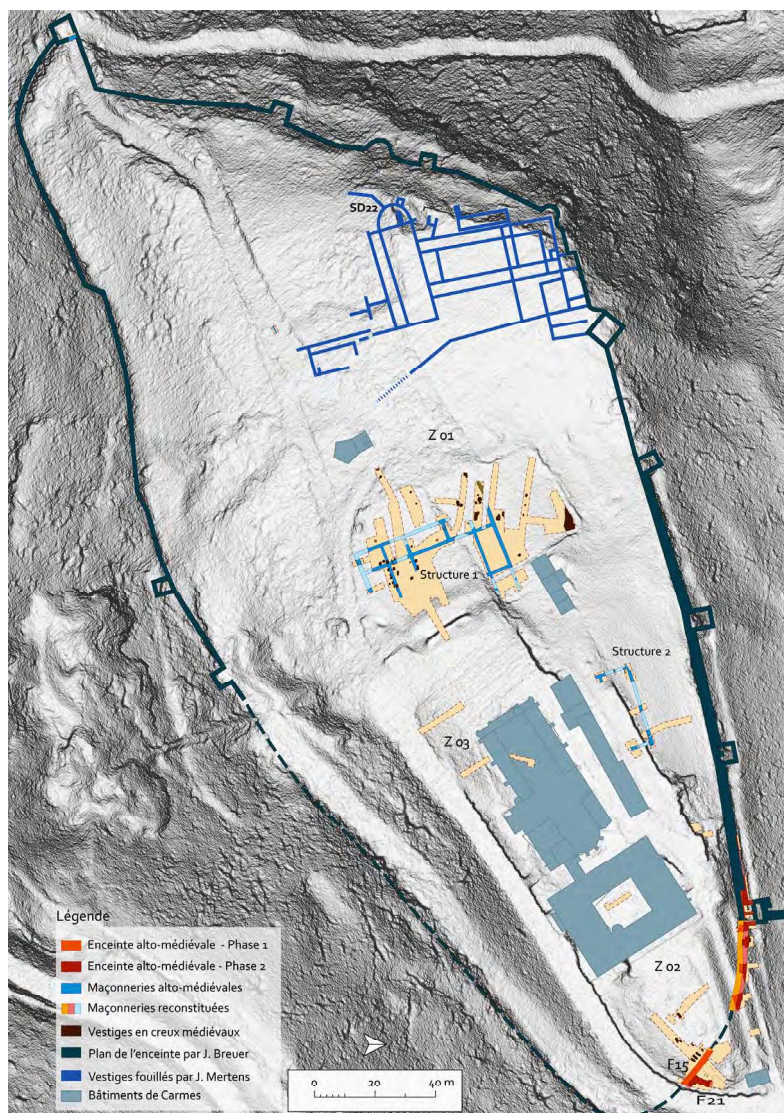 SD22
Z 01
Structure 1
Structure 2
Z 03
Z 02
F15
F21
Légende
Enceinte alto-médiévale - Phase 1
Enceinte alto-médiévale - Phase 2
Maçonneries alto-médiévales
Maçonneries reconstituées
Vestiges en creux médiévaux
Plan de l'enceinte par J. Breuer
Vestiges fouillés par J. Mertens
Bâtiments de Carmes
0 20 40 m